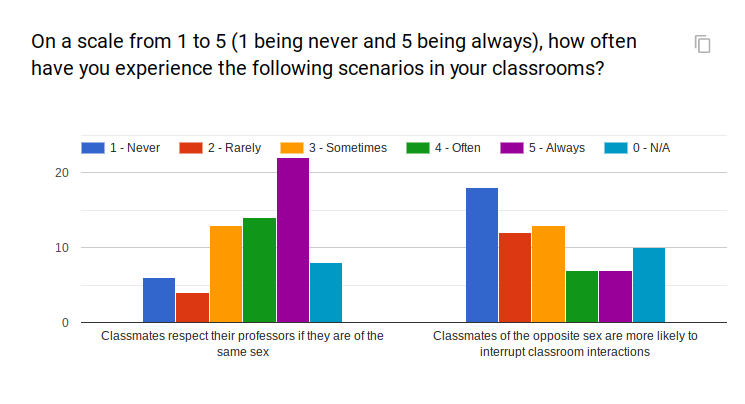 On a scale from 1 to 5 (1 being never and 5 being always), how often
have you experience the following scenarios in your classrooms?
1 - Never 2 - Rarely 3 - Sometimes 4 - Often 5 - Always 0 - N/A
20
10
0
Classmates respect their professors if they are of the
same sex
Classmates of the opposite sex are more likely to
interrupt classroom interactions